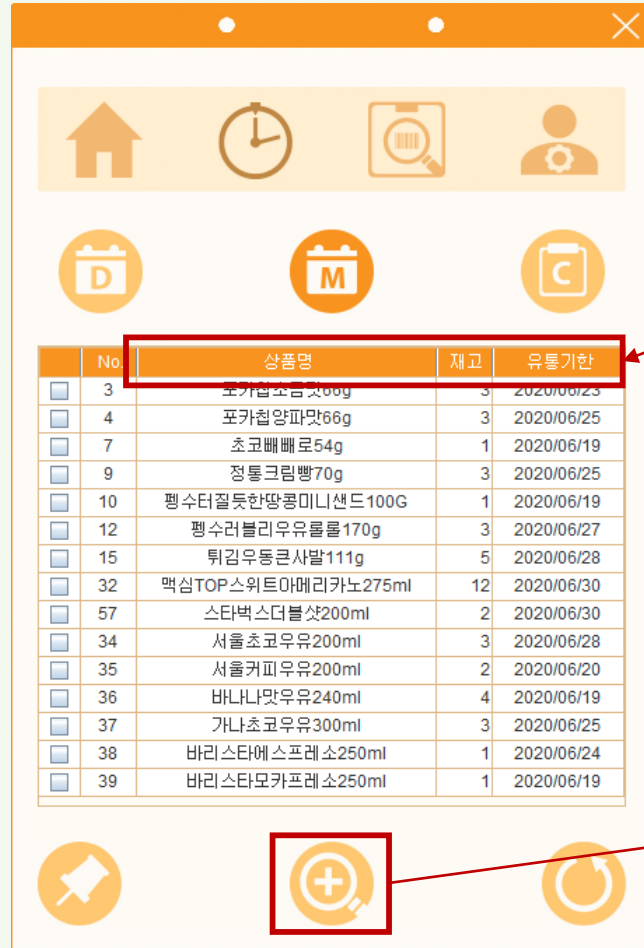 D
M
C
No. 상품명 재고 유통기한
3 포카칩소금맛66g 3 2020/06/23
4 포카칩양파맛66g 3 2020/06/25
7 초코빼빼로54g 1 2020/06/19
9 정통크림빵70g 3 2020/06/25
10 펭수터질듯한땅콩미니샌드100G 1 2020/06/19
12 펭수러블리우유롤롤170g 3 2020/06/27
15 튀김우동큰사발111g 5 2020/06/28
32 맥심TOP스위트아메리카노275ml 12 2020/06/30
57 스타벅스더블샷200ml 2 2020/06/30
34 서울초코우유200ml 3 2020/06/28
35 서울커피우유200ml 2 2020/06/20
36 바나나맛우유240ml 4 2020/06/19
37 가나초코우유300ml 3 2020/06/25
38 바리스타에스프레소250ml 1 2020/06/24
39 바리스타모카프레소250ml 1 2020/06/19